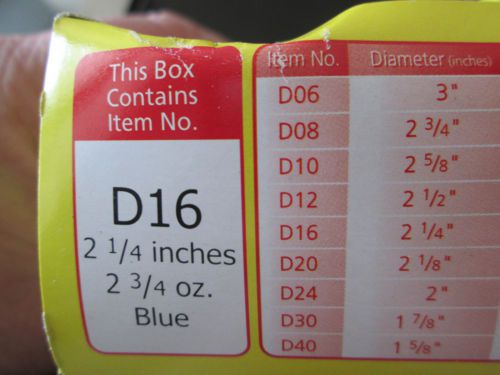 This Box
Contains
Item No.
D16
2 1/4 inches
2 3/4 oz.
Blue
Item No. Diameter (inches)
D06 3"
D08 2 3/4"
D10 2 5/8"
D12 2 1/2"
D16 2 1/4"
D20 2 1/8"
D24 2"
D30 1 7/8"
D40 1 5/8"